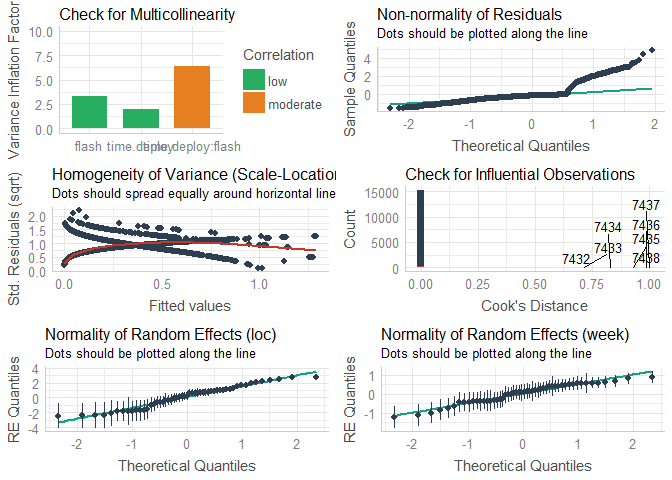 Check for Multicollinearity
Variance Inflation Factor
10.0
7.5
5.0
2.5
0.0
flash
Correlation
low
moderate
Non-normality of Residuals
Dots should be plotted along the line
Sample Quantiles
4
2
0
-2
-1
0
1
2
Theoretical Quantiles
Homogeneity of Variance (Scale-Location
Dots should spread equally around horizontal line
Std. Residuals (sqrt)
2.0
1.5
1.0
0.5
0.0
0.0
0.5
1.0
Fitted values
Check for Influential Observations
Count
15000
10000
5000
0
7437
7434
7436
7433
7435
7432
7438
0.00
0.25
0.50
0.75
1.00
Cook's Distance
Normality of Random Effects (loc)
Dots should be plotted along the line
RE Quantiles
4
2
0
-2
-4
-2
-1
0
1
2
Theoretical Quantiles
Normality of Random Effects (week)
Dots should be plotted along the line
RE Quantiles
1
0
-1
-2
-1
0
1
2
Theoretical Quantiles